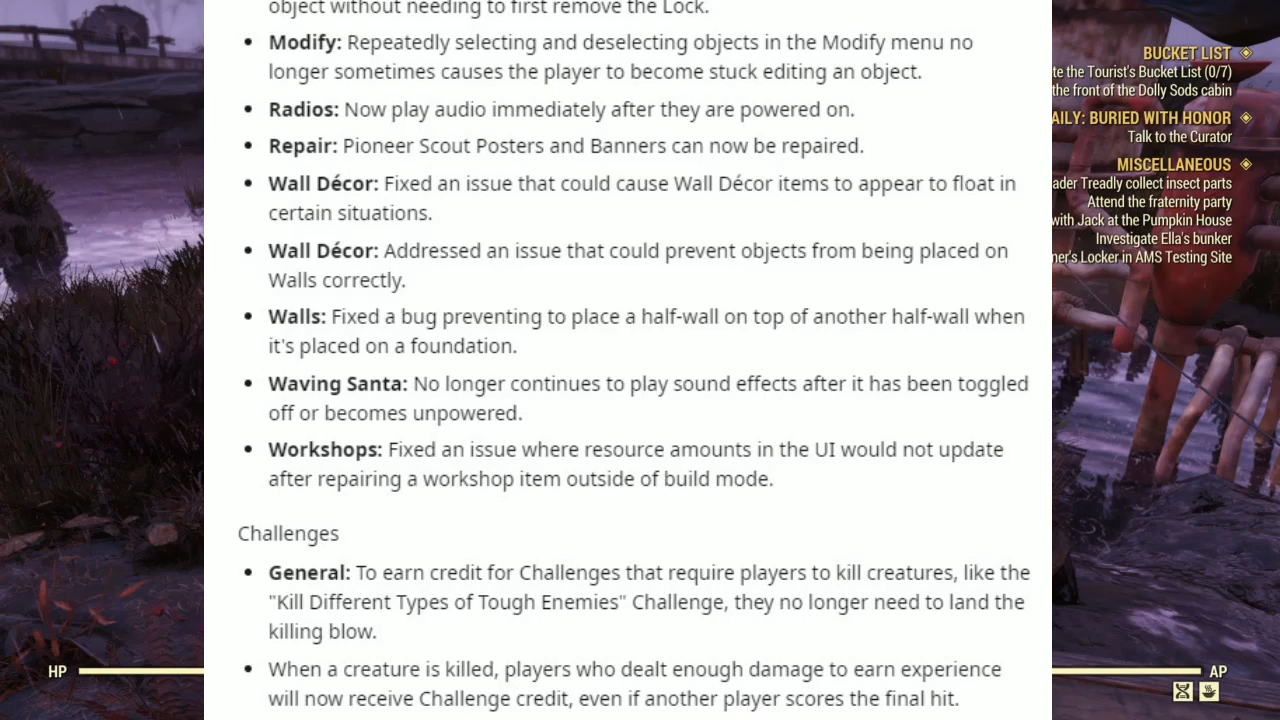 object without needing to first remove the Lock.
• Modify: Repeatedly selecting and deselecting objects in the Modify menu no
longer sometimes causes the player to become stuck editing an object.
• Radios: Now play audio immediately after they are powered on.
• Repair: Pioneer Scout Posters and Banners can now be repaired.
• Wall Décor: Fixed an issue that could cause Wall Décor items to appear to float in
certain situations.
• Wall Décor: Addressed an issue that could prevent objects from being placed on
Walls correctly.
• Walls: Fixed a bug preventing to place a half-wall on top of another half-wall when
it's placed on a foundation.
• Waving Santa: No longer continues to play sound effects after it has been toggled
off or becomes unpowered.
• Workshops: Fixed an issue where resource amounts in the UI would not update
after repairing a workshop item outside of build mode.
Challenges
• General: To earn credit for Challenges that require players to kill creatures, like the
"Kill Different Types of Tough Enemies" Challenge, they no longer need to land the
killing blow.
• When a creature is killed, players who dealt enough damage to earn experience
will now receive Challenge credit, even if another player scores the final hit.
BUCKET LIST
te the Tourist's Bucket List (0/7)
the front of the Dolly Sods cabin
AILY: BURIED WITH HONOR
Talk to the Curator
MISCELLANEOUS
ader Treadly collect insect parts
Attend the fraternity party
with Jack at the Pumpkin House
Investigate Ella's bunker
ner's Locker in AMS Testing Site
HP
AP